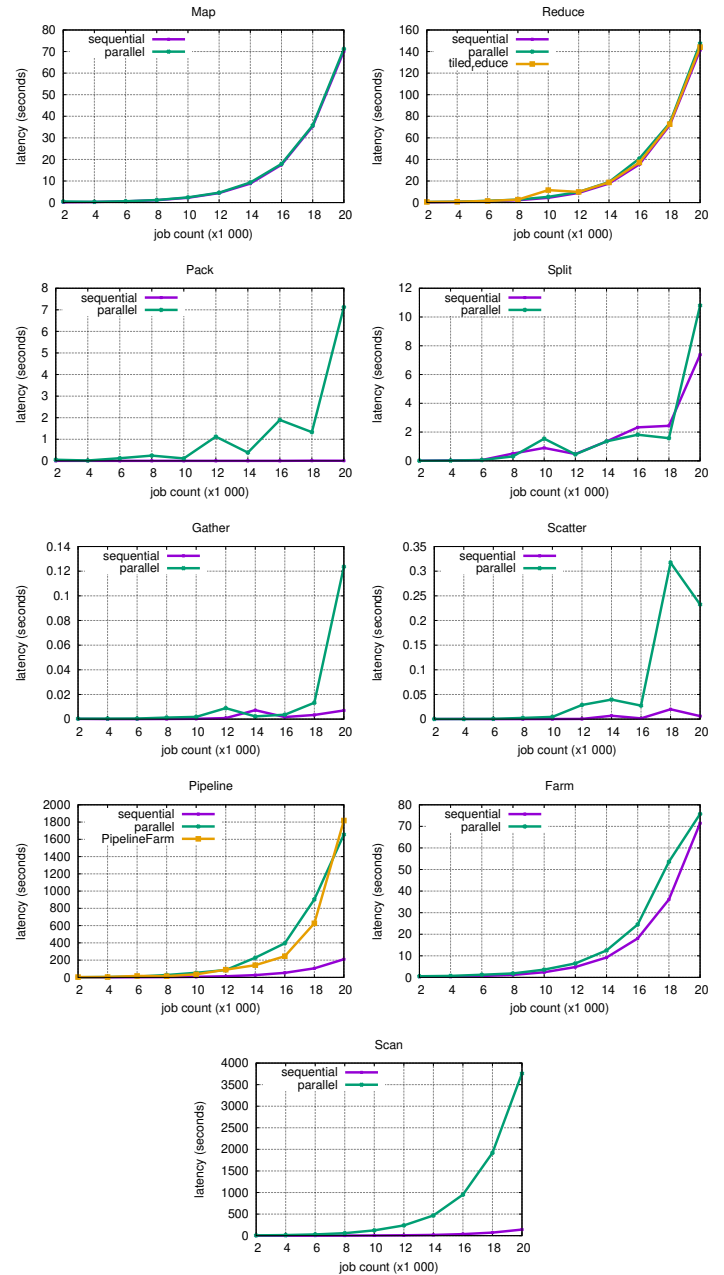 Map
80
70
60
50
40
30
20
10
0
sequential
parallel
latency (seconds)
2 4 6 8 10 12 14 16 18 20
job count (x1 000)
Reduce
160
140
120
100
80
60
40
20
0
sequential
parallel
tiledreduce
latency (seconds)
2 4 6 8 10 12 14 16 18 20
job count (x1 000)
Pack
8
7
6
5
4
3
2
1
0
sequential
parallel
latency (seconds)
2 4 6 8 10 12 14 16 18 20
job count (x1 000)
Split
12
10
8
6
4
2
0
sequential
parallel
latency (seconds)
2 4 6 8 10 12 14 16 18 20
job count (x1 000)
Gather
0.14
0.12
0.1
0.08
0.06
0.04
0.02
0
sequential
parallel
latency (seconds)
2 4 6 8 10 12 14 16 18 20
job count (x1 000)
Scatter
0.35
0.3
0.25
0.2
0.15
0.1
0.05
0
sequential
parallel
latency (seconds)
2 4 6 8 10 12 14 16 18 20
job count (x1 000)
Pipeline
2000
1800
1600
1400
1200
1000
800
600
400
200
0
sequential
parallel
PipelineFarm
latency (seconds)
2 4 6 8 10 12 14 16 18 20
job count (x1 000)
Farm
80
70
60
50
40
30
20
10
0
sequential
parallel
latency (seconds)
2 4 6 8 10 12 14 16 18 20
job count (x1 000)
Scan
4000
3500
3000
2500
2000
1500
1000
500
0
sequential
parallel
latency (seconds)
2 4 6 8 10 12 14 16 18 20
job count (x1 000)